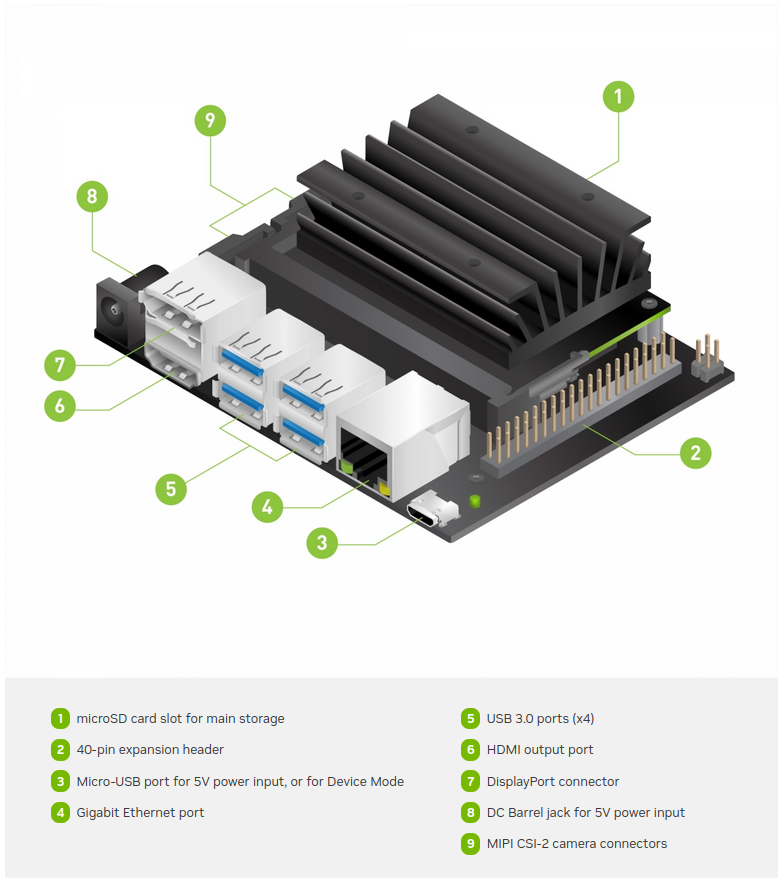 1
9
8
7
6
2
5
4
3
1 microSD card slot for main storage
2 40-pin expansion header
3 Micro-USB port for 5V power input, or for Device Mode
4 Gigabit Ethernet port
5 USB 3.0 ports (x4)
6 HDMI output port
7 DisplayPort connector
8 DC Barrel jack for 5V power input
9 MIPI CSI-2 camera connectors